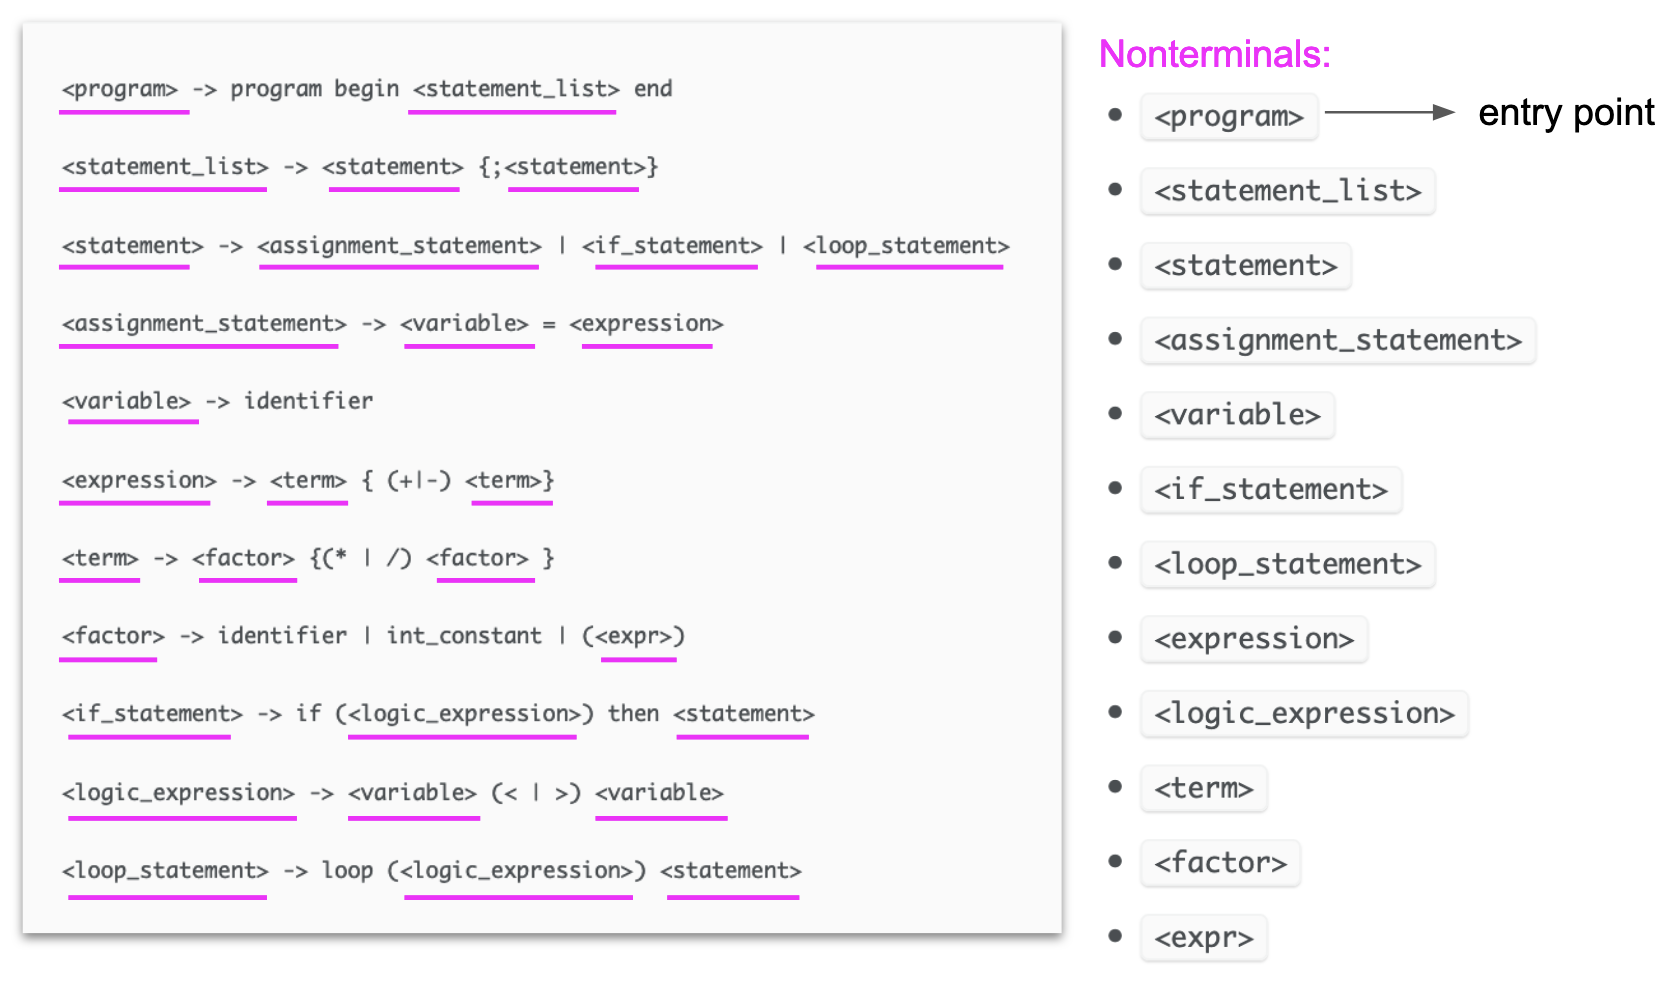 <program> -> program begin <statement_list> end
<statement_list> -> <statement> {;<statement>}
<statement> -> <assignment_statement> | <if_statement> | <loop_statement>
<assignment_statement> -> <variable> = <expression>
<variable> -> identifier
<expression> -> <term> { (+|-) <term>}
<term> -> <factor> {(* | /) <factor> }
<factor> -> identifier | int_constant | (<expr>)
<if_statement> -> if (<logic_expression>) then <statement>
<logic_expression> -> <variable> (< | >) <variable>
<loop_statement> -> loop (<logic_expression>) <statement>
Nonterminals:
• <program> entry point
• <statement_list>
• <statement>
• <assignment_statement>
• <variable>
• <if_statement>
• <loop_statement>
• <expression>
• <logic_expression>
• <term>
• <factor>
• <expr>